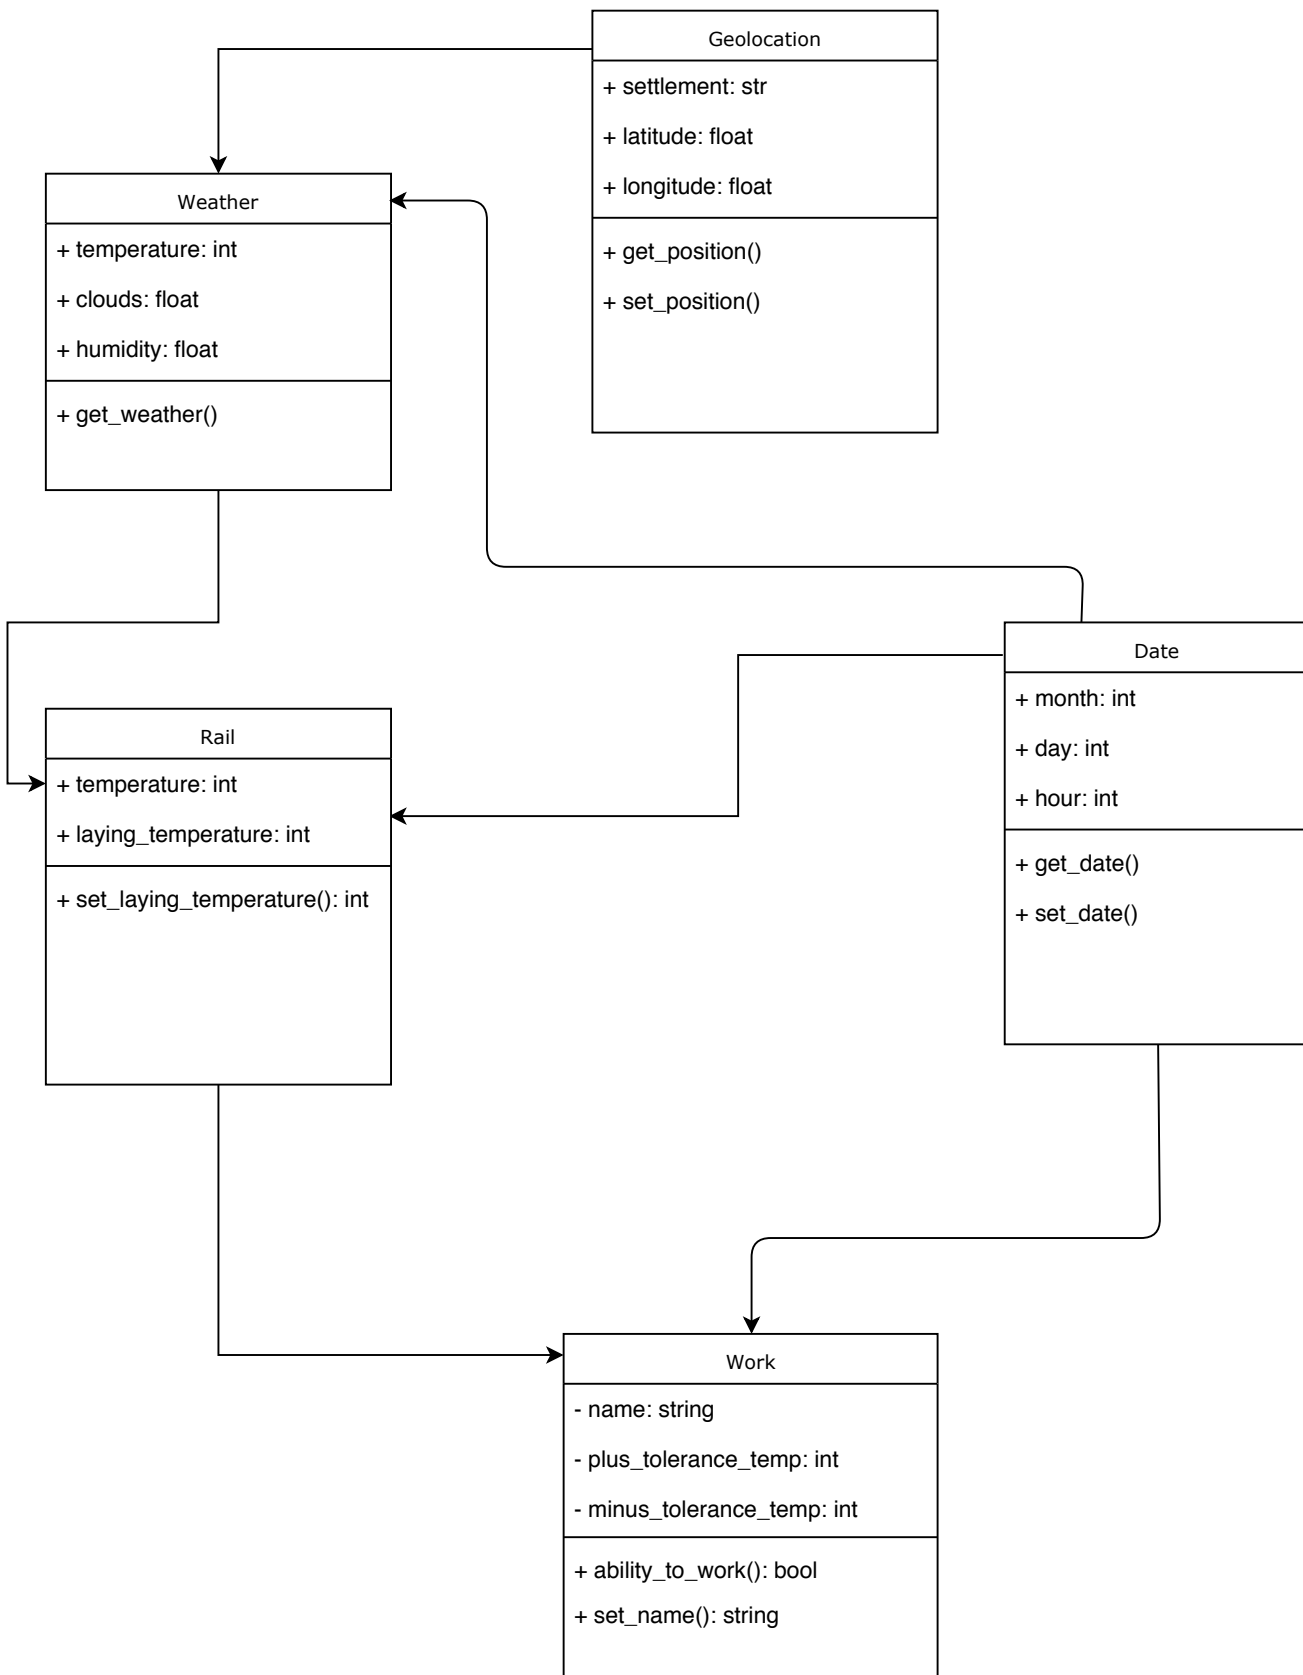 Geolocation
+ settlement: str
+ latitude: float
+ longitude: float
+ get_position()
+ set_position()
Weather
+ temperature: int
+ clouds: float
+ humidity: float
+ get_weather()
Date
+ month: int
+ day: int
+ hour: int
+ get_date()
+ set_date()
Rail
+ temperature: int
+ laying_temperature: int
+ set_laying_temperature(): int
Work
- name: string
- plus_tolerance_temp: int
- minus_tolerance_temp: int
+ ability_to_work(): bool
+ set_name(): string